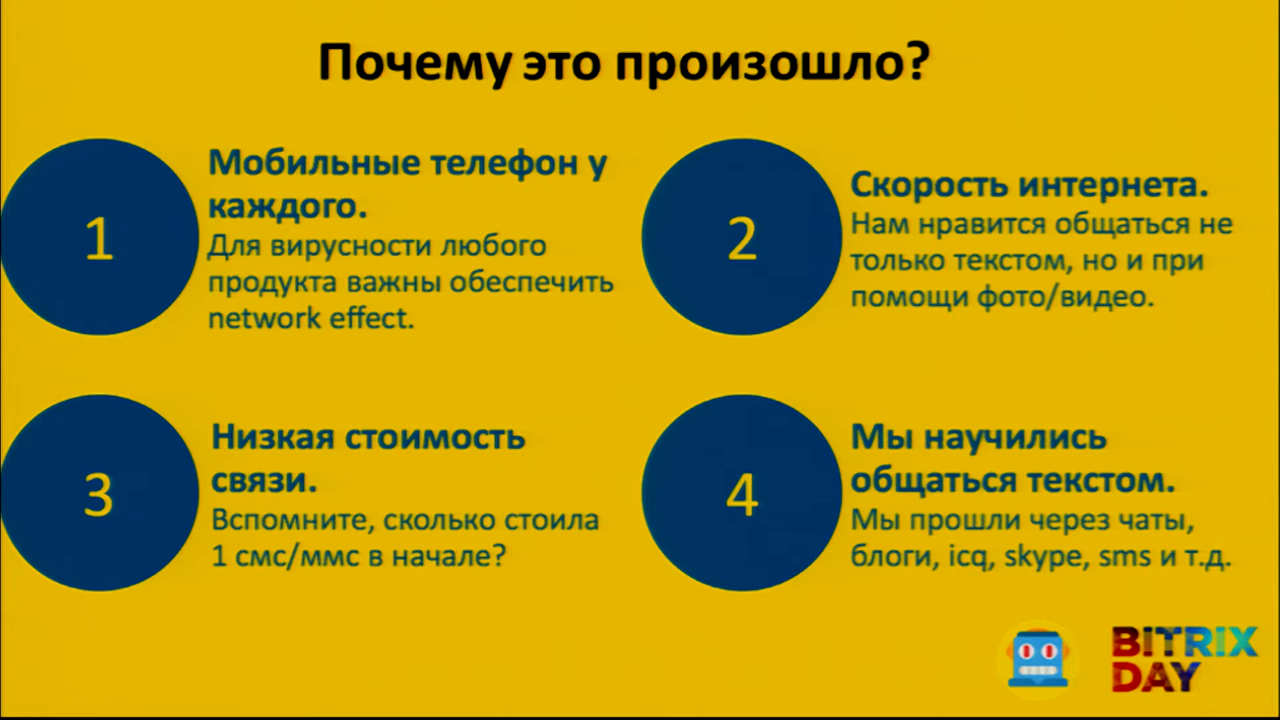 Почему это произошло?
1
Мобильные телефон у
каждого.
Для вирусности любого
продукта важны обеспечить
network effect.
2
Скорость интернета.
Нам нравится общаться не
только текстом, но и при
помощи фото/видео.
3
Низкая стоимость
связи.
Вспомните, сколько стоила
1 смс/ммс в начале?
4
Мы научились
общаться текстом.
Мы прошли через чаты,
блоги, icq, skype, sms и т.д.
BITRIX
DAY